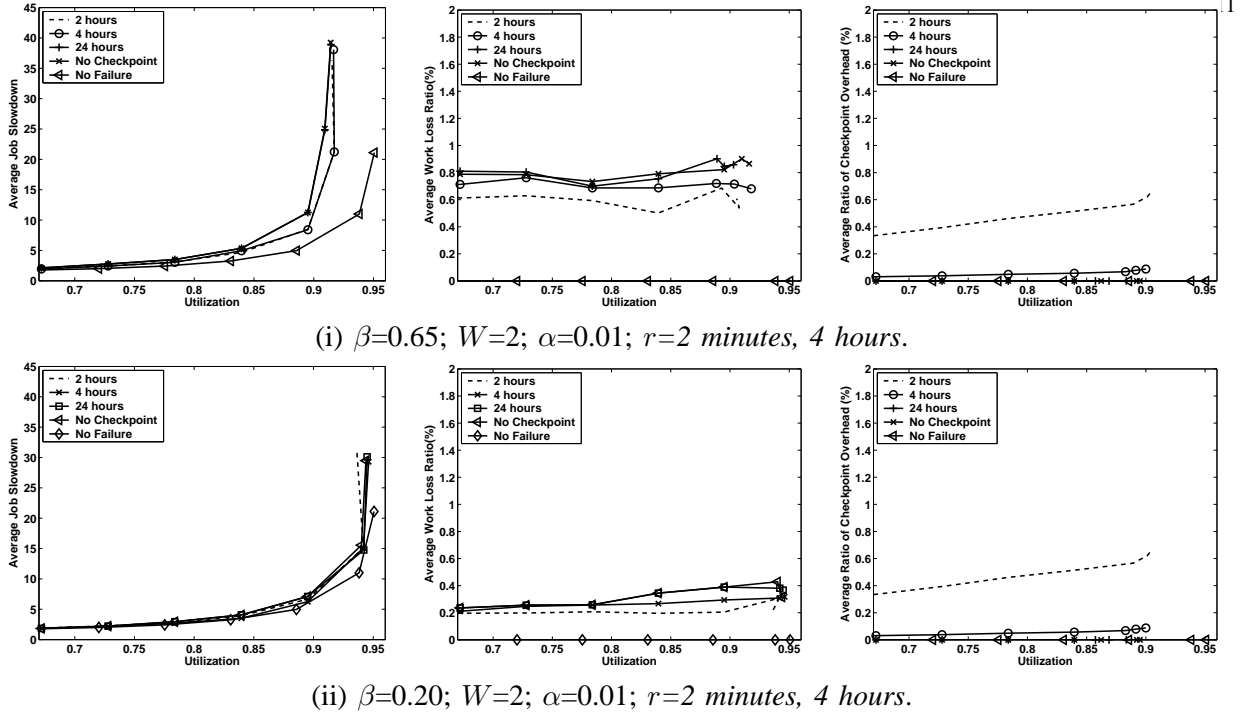 11
45
40
35
30
25
20
15
10
5
0
Average Job Slowdown
2 hours
4 hours
24 hours
No Checkpoint
No Failure
0.7 0.75 0.8 0.85 0.9 0.95
Utilization
2
1.8
1.6
1.4
1.2
1
0.8
0.6
0.4
0.2
0
Average Work Loss Ratio(%)
2 hours
4 hours
24 hours
No Checkpoint
No Failure
0.7 0.75 0.8 0.85 0.9 0.95
Utilization
2
1.8
1.6
1.4
1.2
1
0.8
0.6
0.4
0.2
0
Average Ratio of Checkpoint Overhead (%)
2 hours
4 hours
24 hours
No Checkpoint
No Failure
0.7 0.75 0.8 0.85 0.9 0.95
Utilization
(i) β=0.65; W=2; α=0.01; r=2 minutes, 4 hours.
45
40
35
30
25
20
15
10
5
0
Average Job Slowdown
2 hours
4 hours
24 hours
No Checkpoint
No Failure
0.7 0.75 0.8 0.85 0.9 0.95
Utilization
2
1.8
1.6
1.4
1.2
1
0.8
0.6
0.4
0.2
0
Average Work Loss Ratio(%)
2 hours
4 hours
24 hours
No Checkpoint
No Failure
0.7 0.75 0.8 0.85 0.9 0.95
Utilization
2
1.8
1.6
1.4
1.2
1
0.8
0.6
0.4
0.2
0
Average Ratio of Checkpoint Overhead (%)
2 hours
4 hours
24 hours
No Checkpoint
No Failure
0.7 0.75 0.8 0.85 0.9 0.95
Utilization
(ii) β=0.20; W=2; α=0.01; r=2 minutes, 4 hours.